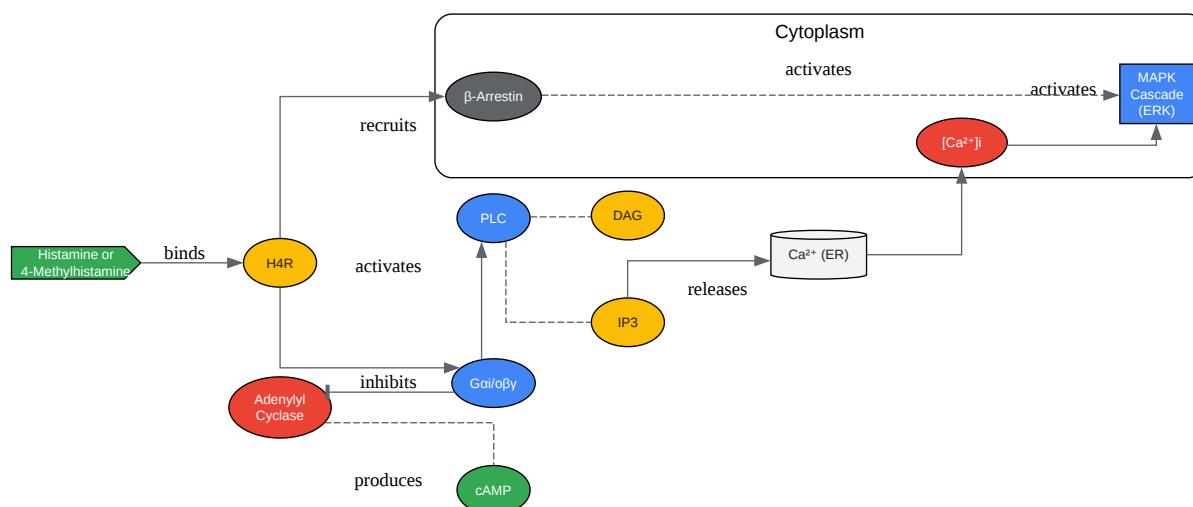 Cytoplasm
activates
MAPK
Cascade
(ERK)
activates
β-Arrestin
recruits
[Ca²⁺]i
PLC
DAG
Histamine or
4-Methylhistamine
binds
H4R
activates
Ca²⁺ (ER)
releases
IP3
Gαi/oβγ
inhibits
Adenylyl
Cyclase
produces
cAMP